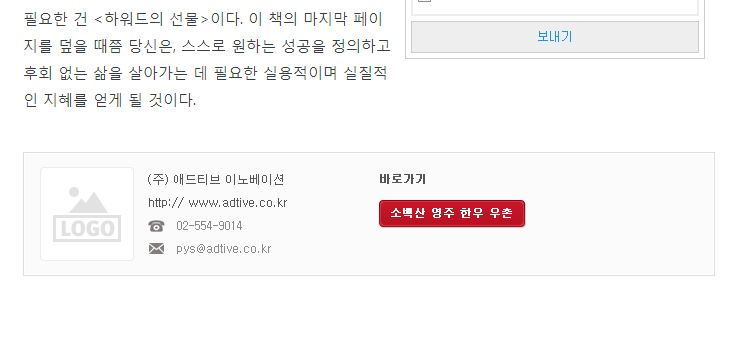 필요한 건 <하워드의 선물>이다. 이 책의 마지막 페이
지를 덮을 때쯤 당신은, 스스로 원하는 성공을 정의하고
후회 없는 삶을 살아가는 데 필요한 실용적이며 실질적
인 지혜를 얻게 될 것이다.
보내기
LOGO
(주) 애드티브 이노베이션
http:// www.adtive.co.kr
02-554-9014
pys@adtive.co.kr
바로가기
소백산 영주 한우 우촌